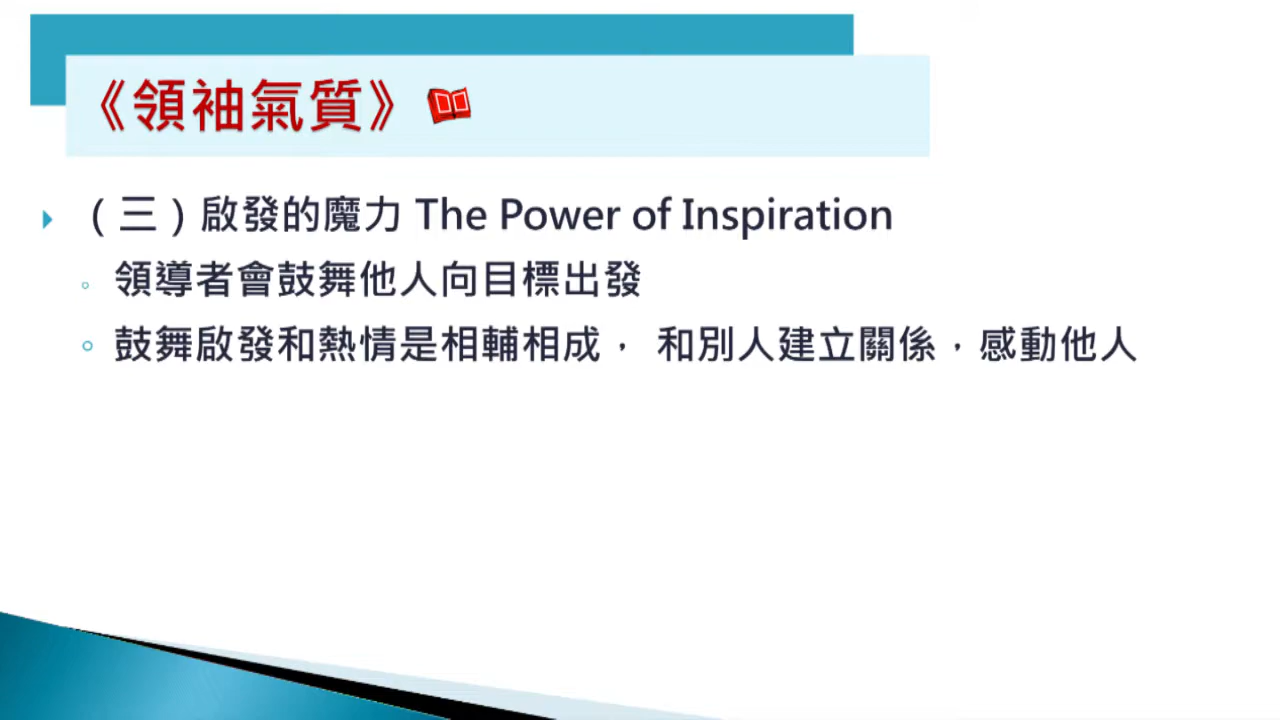 《領袖氣質》
（三）啟發的魔力 The Power of Inspiration
領導者會鼓舞他人向目標出發
鼓舞啟發和熱情是相輔相成， 和別人建立關係，感動他人